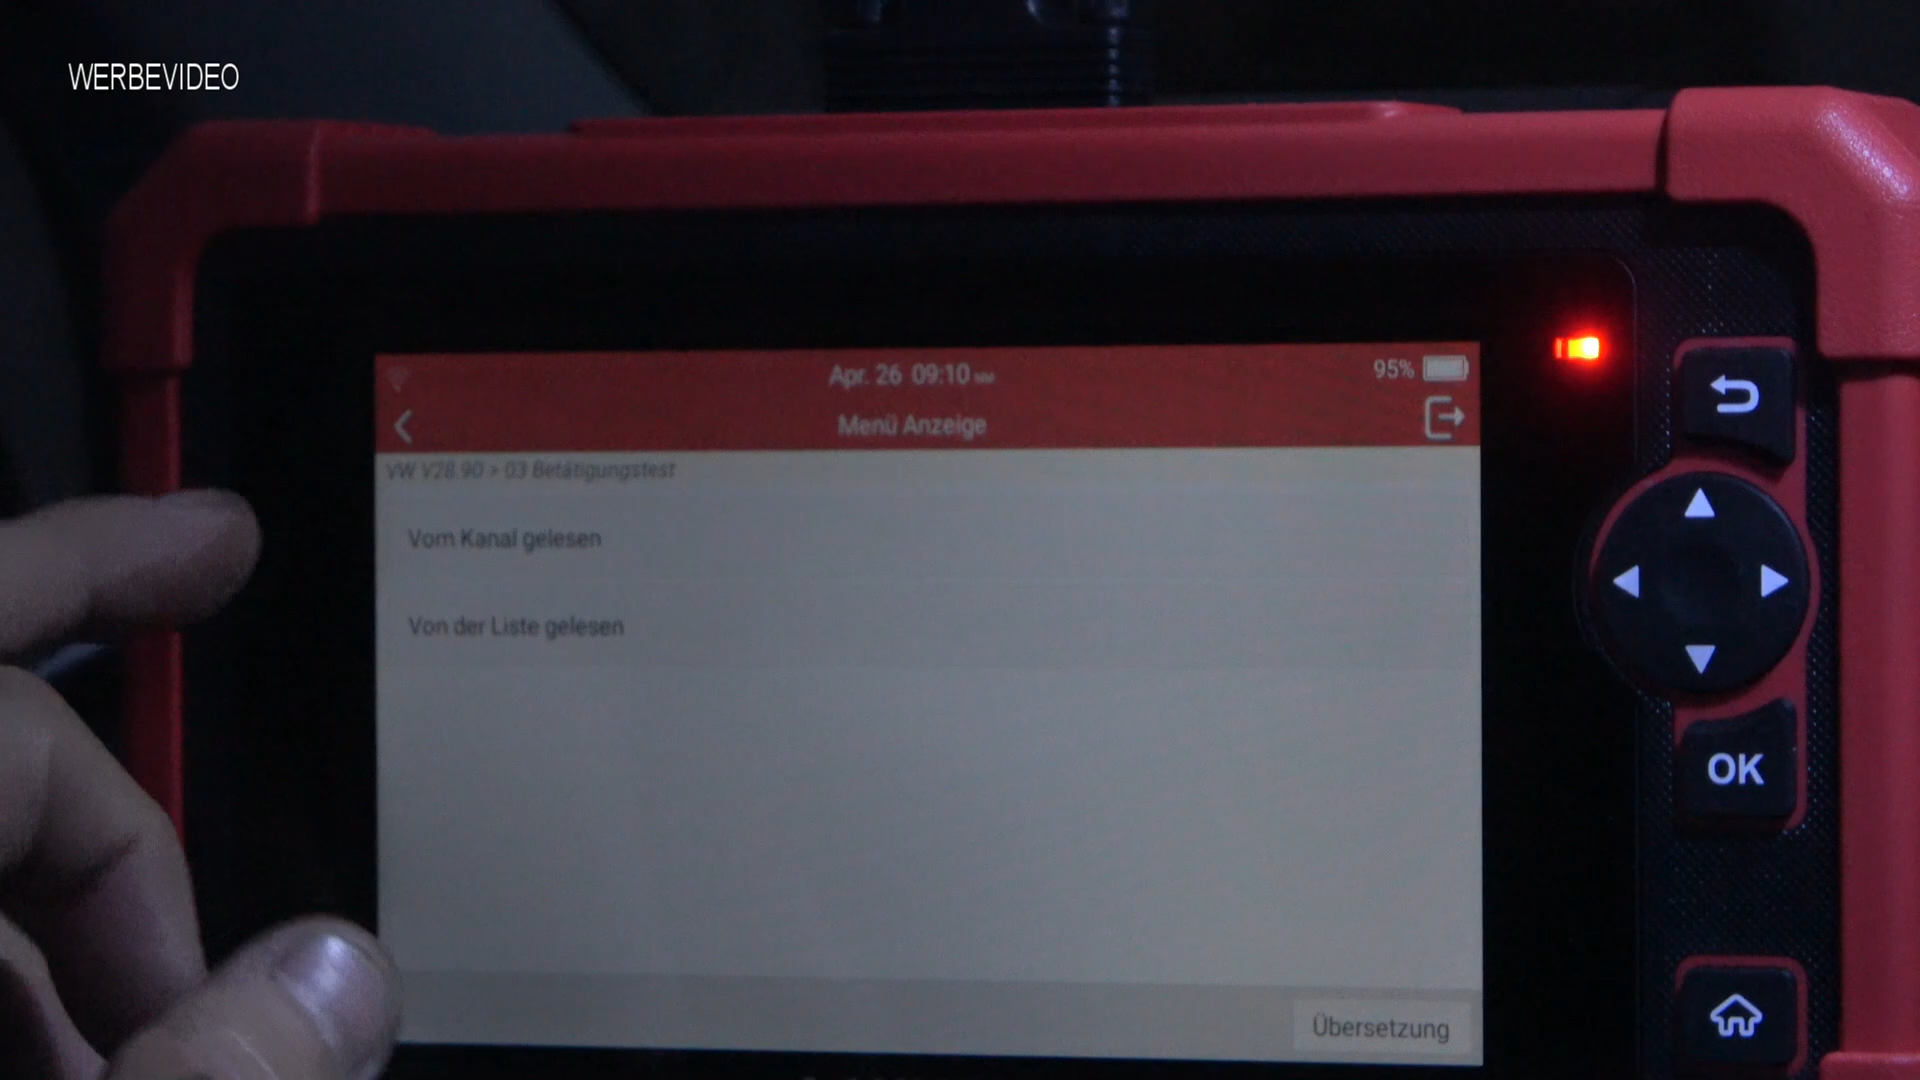 WERBEVIDEO
Apr. 26 09:10
95%
Menü Anzeige
VW V28.90 > 03 Betätigungstest
Vom Kanal gelesen
Von der Liste gelesen
OK
Übersetzung